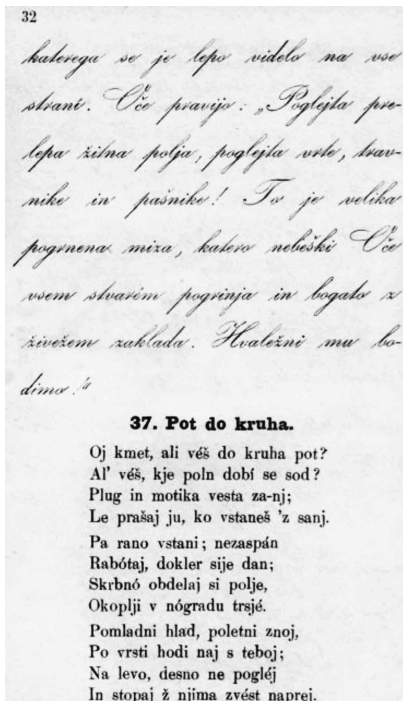 32
katerega se je lepo videlo na vse
strani. Oče pravijo: „Poglejta pre-
lepa žitna polja, poglejta vrte, trav-
nike in pašnike! To je velika
pogrnena miza, katero nebeški Oče
vsem stvarém pogrinja in bogato z
živežem zaklada. Hvaležni mu bo-
dimo!“
37. Pot do kruha.
Oj kmet, ali véš do kruha pot?
Al’ véš, kje poln dobí se sod?
Plug in motika vesta za-nj;
Le prašaj ju, ko vstaneš ’z sanj.
Pa rano vstani; nezaspán
Rabótaj, dokler sije dan;
Skrbnó obdelaj si polje,
Okoplji v nógradu trsjé.
Pomladni hlad, poletni znoj,
Po vrsti hodi naj s teboj;
Na levo, desno ne pogléj
In stopaj ž njima zvést naprej.